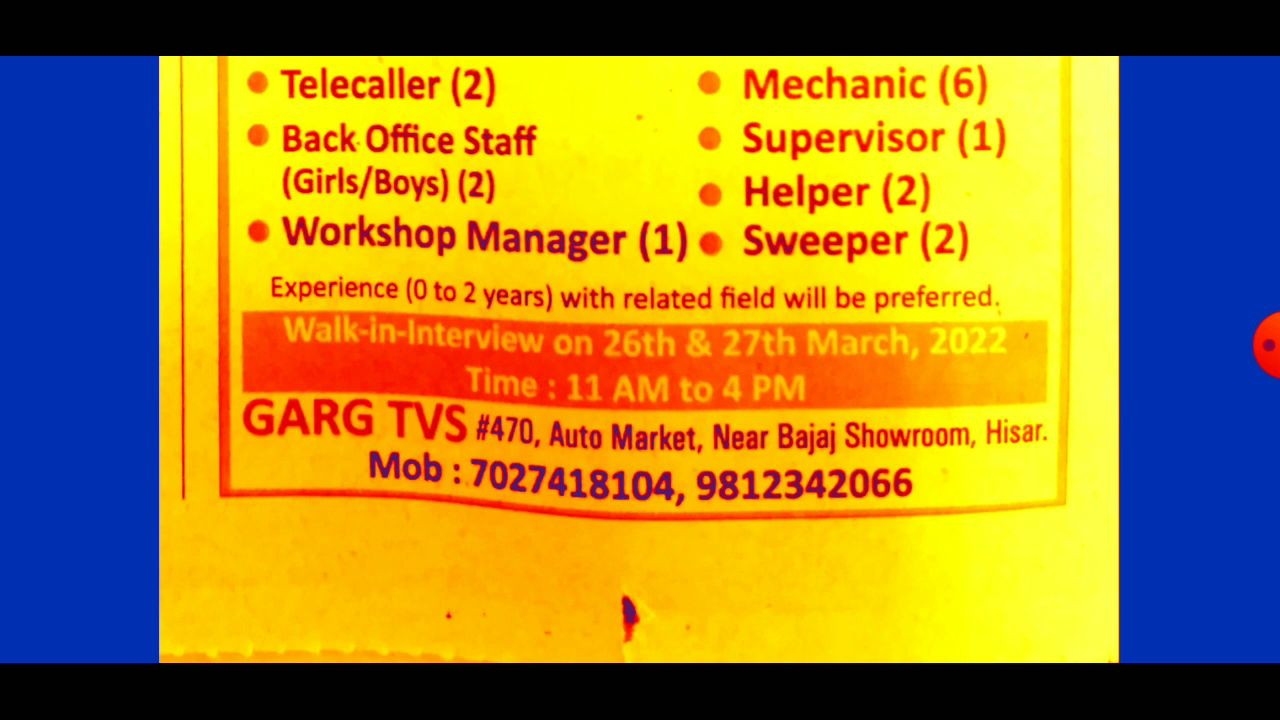 • Telecaller (2)
• Back Office Staff
(Girls/Boys) (2)
• Workshop Manager (1)
• Mechanic (6)
• Supervisor (1)
• Helper (2)
• Sweeper (2)
Experience (0 to 2 years) with related field will be preferred.
Walk-in-Interview on 26th & 27th March, 2022
Time : 11 AM to 4 PM
GARG TVS #470, Auto Market, Near Bajaj Showroom, Hisar.
Mob : 7027418104, 9812342066